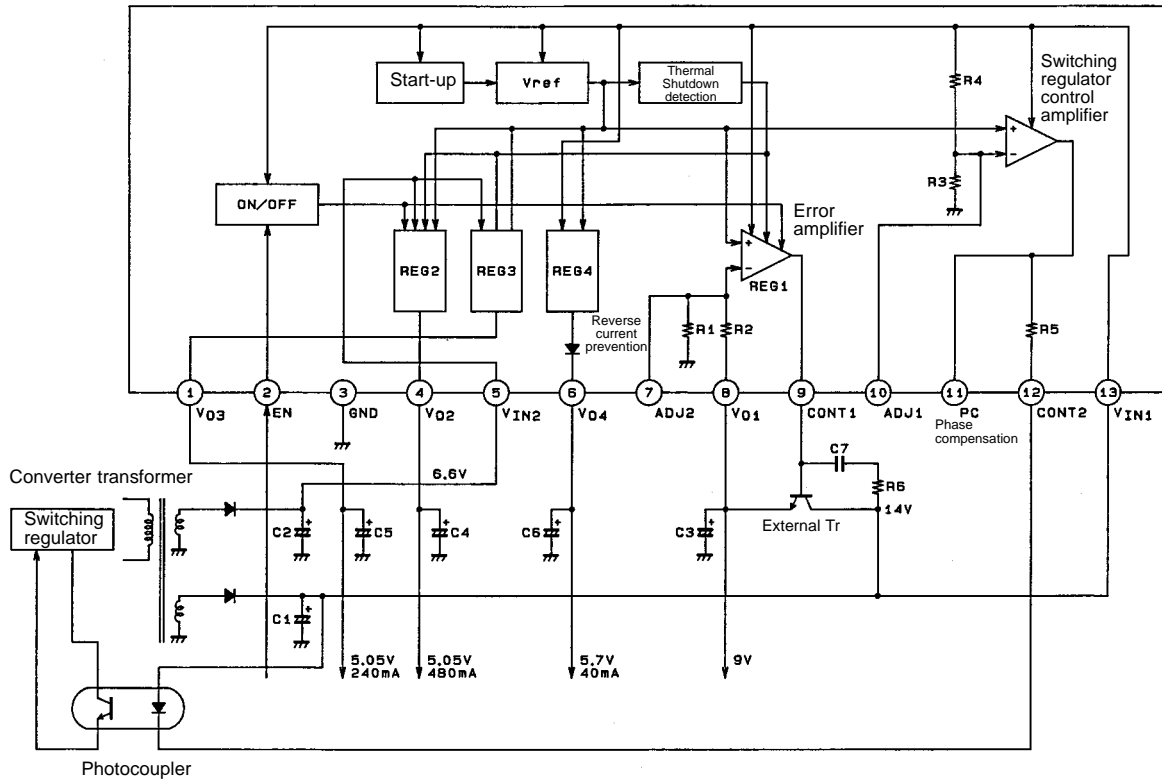 Start-up
Vref
Thermal
Shutdown
detection
Switching
regulator
control
amplifier
R4
+
-
R3
ON/OFF
Error
amplifier
REG2
REG3
REG4
+
-
REG1
Reverse
current
prevention
R1
R2
R5
1
2
3
4
5
6
7
8
9
10
11
12
13
VO3
EN
GND
VO2
VIN2
VO4
ADJ2
VO1
CONT1
ADJ1
PC
CONT2
VIN1
Phase
compensation
C7
R6
14V
External Tr
6.6V
Converter transformer
Switching
regulator
+
C2
+
C5
+
C4
+
C6
+
C3
+
C1
5.05V
240mA
5.05V
480mA
5.7V
40mA
9V
Photocoupler